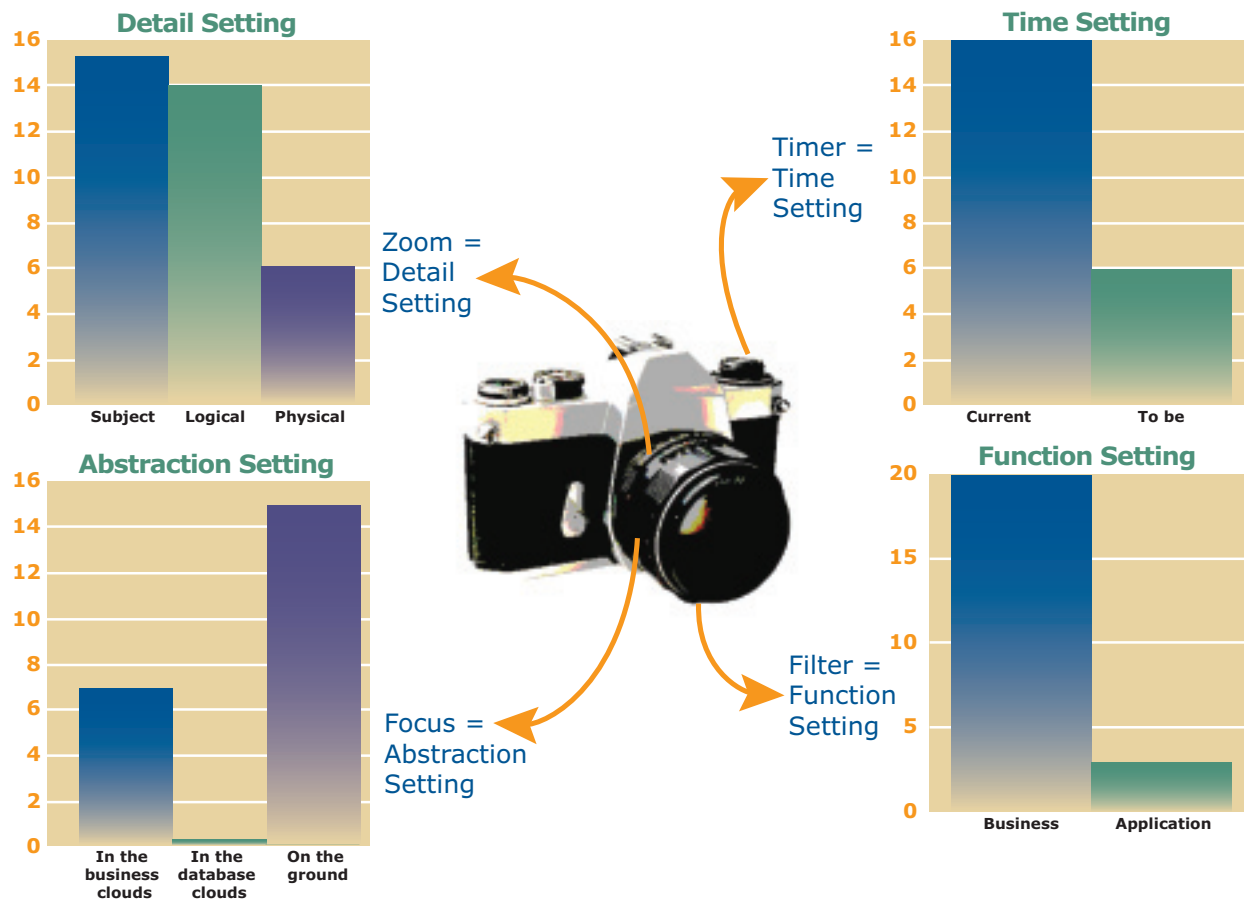 Detail Setting
16
14
12
10
8
6
4
2
0
Subject Logical Physical
Time Setting
16
14
12
10
8
6
4
2
0
Current To be
Timer =
Time
Setting
Zoom =
Detail
Setting
Abstraction Setting
16
14
12
10
8
6
4
2
0
In the
business
clouds
In the
database
clouds
On the
ground
Focus =
Abstraction
Setting
Filter =
Function
Setting
Function Setting
20
15
10
5
0
Business Application